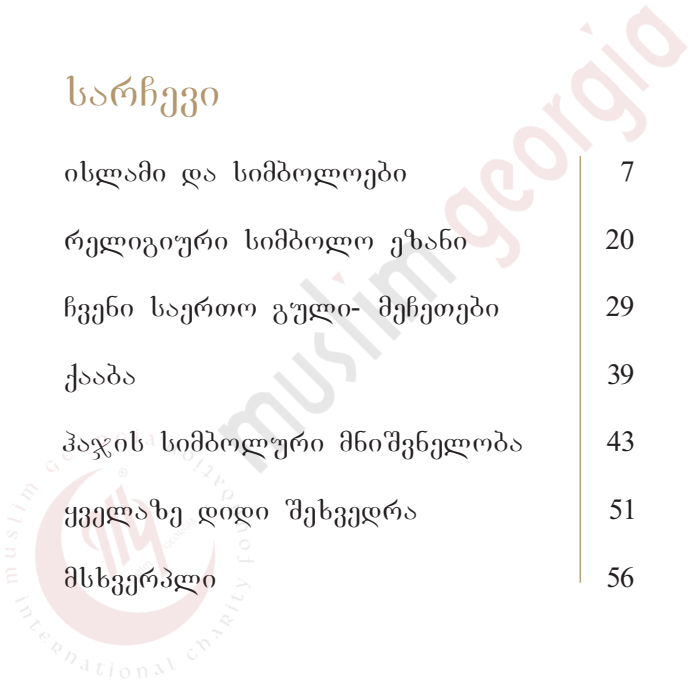 სარჩევი
ისლამი და სიმბოლოები 7
რელიგიური სიმბოლო ეზანი 20
ჩვენი საერთო გული- მეჩეთები 29
ქააბა 39
ჰაჯის სიმბოლური მნიშვნელობა 43
ყველაზე დიდი შეხვედრა 51
მსხვერპლი 56
muslim georgia